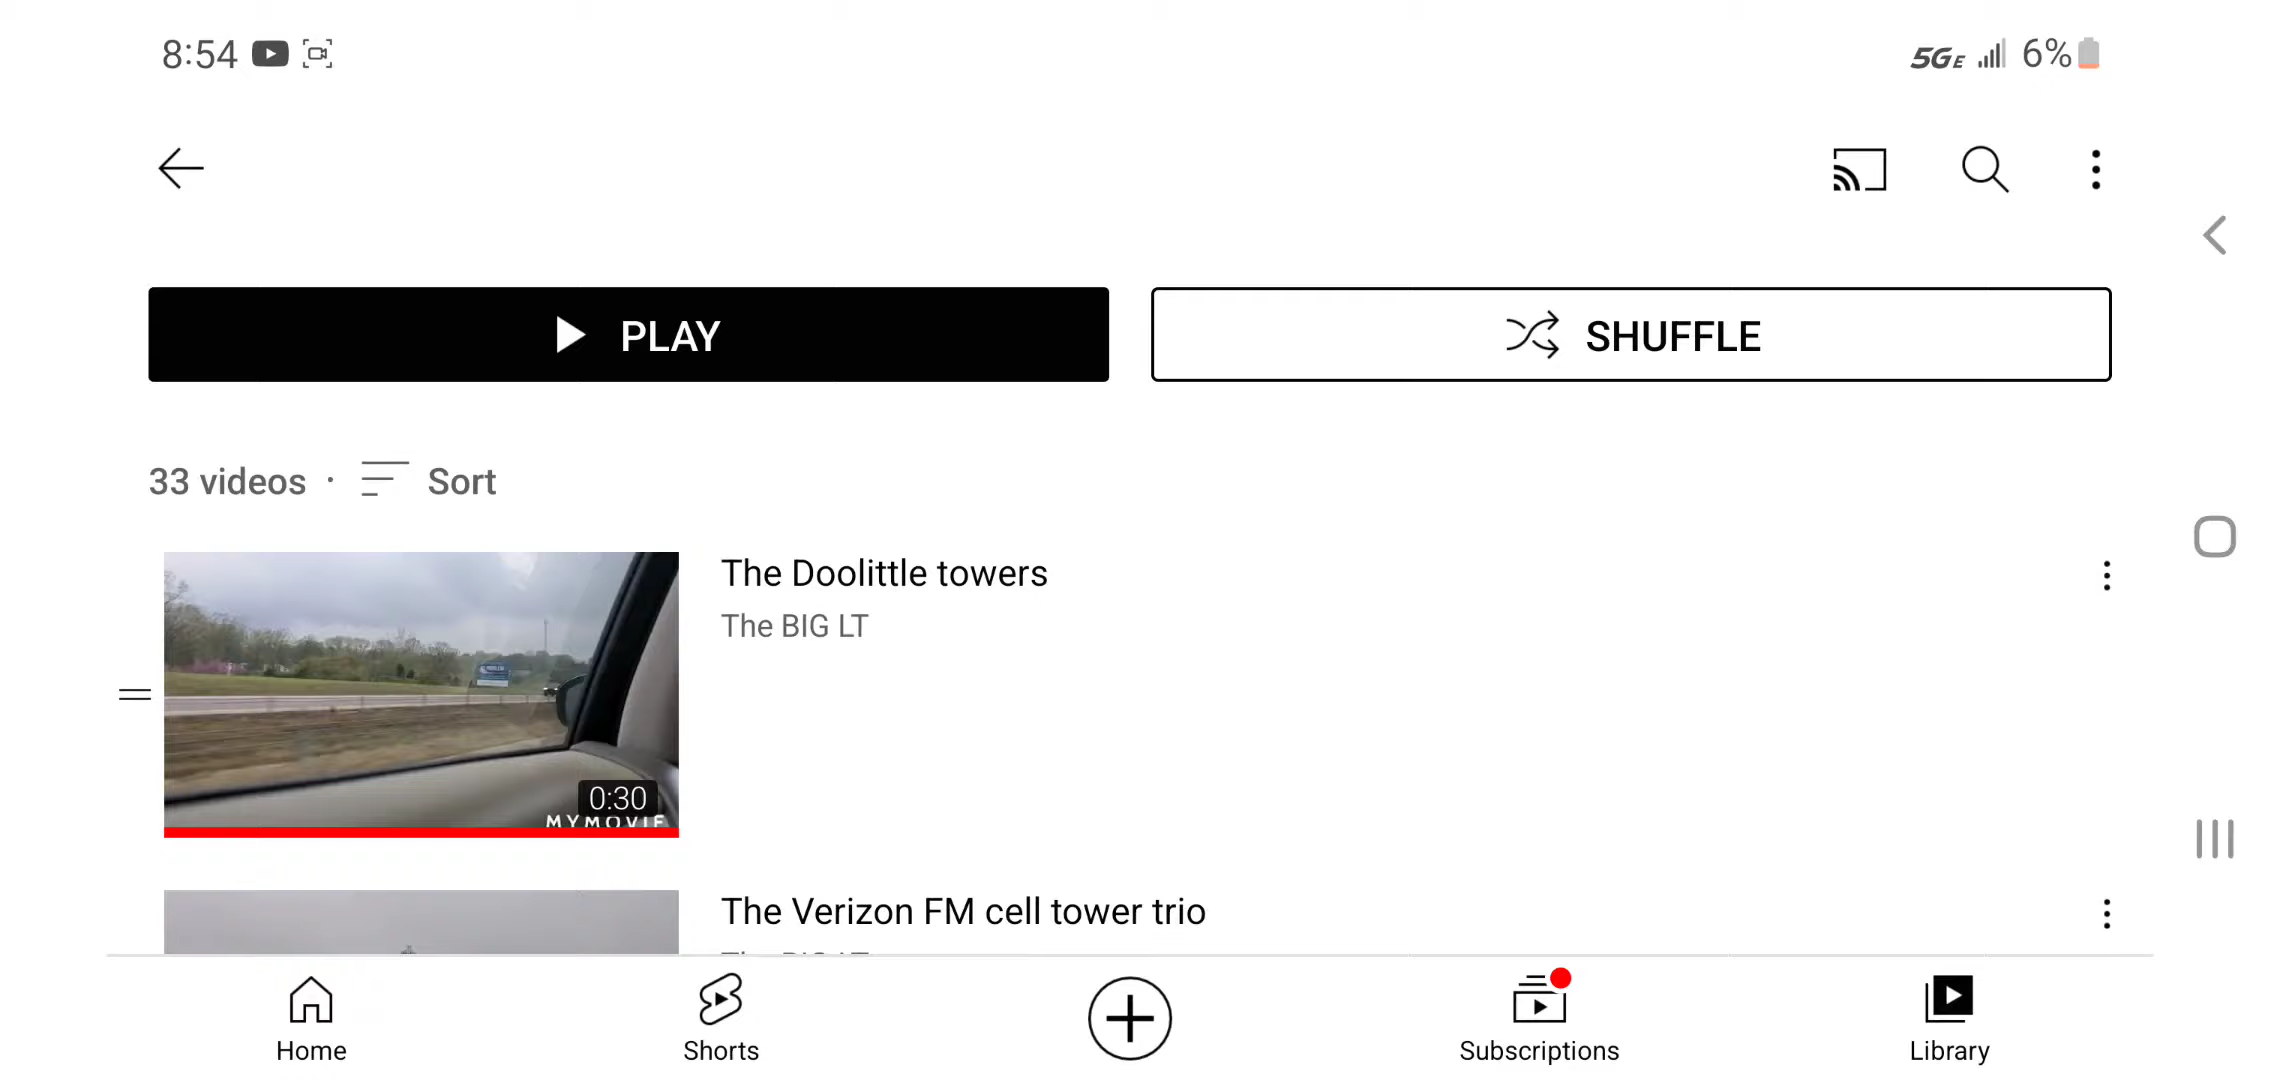 8:54
5GE 6%
PLAY
SHUFFLE
33 videos · Sort
The Doolittle towers
The BIG LT
0:30
MYMOVIE
The Verizon FM cell tower trio
Home
Shorts
Subscriptions
Library